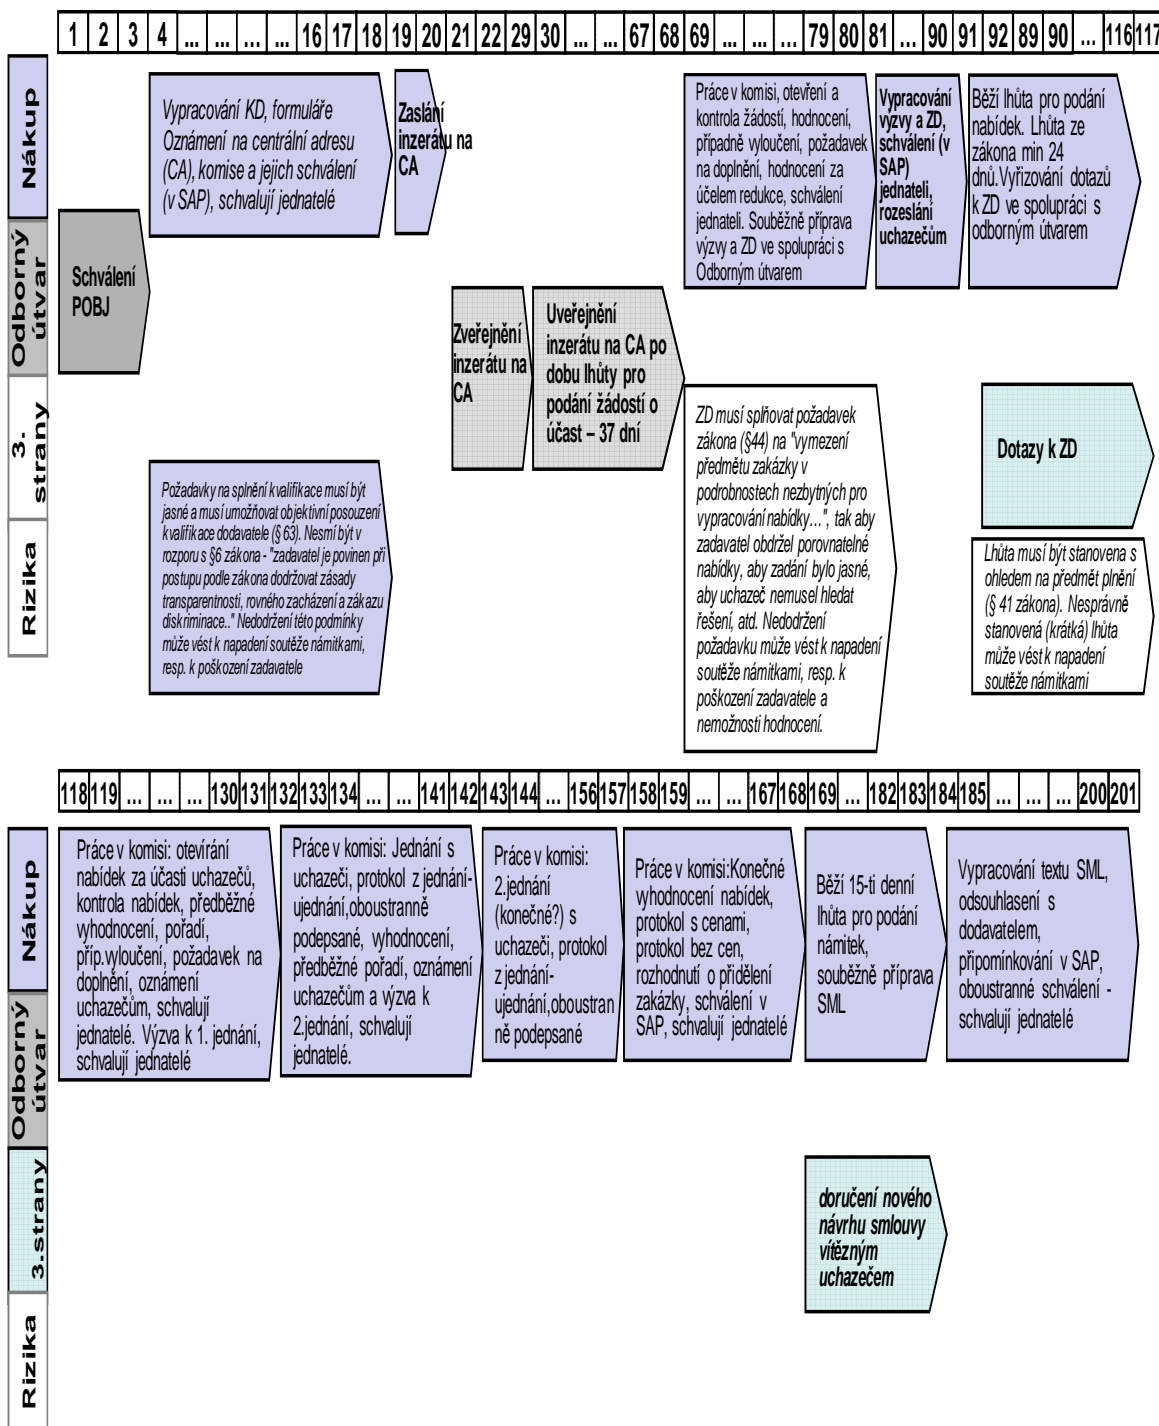 1 2 3 4 ... ... ... ... 16 17 18 19 20 21 22 29 30 ... ... 67 68 69 ... ... ... 79 80 81 ... 90 91 92 89 90 ... 116 117
Nákup
Odborný
útvar
3.
strany
Rizika
Schválení
POBJ
Vypracování KD, formuláře
Oznámení na centrální adresu
(CA), komise a jejich schválení
(v SAP), schvalují jednatelé
Zaslání
inzerátu na
CA
Zveřejnění
inzerátu na
CA
Uveřejnění
inzerátu na CA po
dobu lhůty pro
podání žádostí o
účast – 37 dní
Práce v komisi, otevření a
kontrola žádostí, hodnocení,
případně vyloučení, požadavek
na doplnění, hodnocení za
účelem redukce, schválení
jednateli. Souběžně příprava
výzvy a ZD ve spolupráci s
Odborným útvarem
Vypracování
výzvy a ZD,
schválení (v
SAP)
jednateli,
rozeslání
uchazečům
Běží lhůta pro podání
nabídek. Lhůta ze
zákona min 24
dnů.Vyřizování dotazů
k ZD ve spolupráci s
odborným útvarem
Dotazy k ZD
Požadavky na splnění kvalifikace musí být
jasné a musí umožňovat objektivní posouzení
kvalifikace dodavatele (§ 63). Nesmí být v
rozporu s §6 zákona - "zadavatel je povinen při
postupu podle zákona dodržovat zásady
transparentnosti, rovného zacházení a zákazu
diskriminace.." Nedodržení této podmínky
může vést k napadení soutěže námitkami,
resp. k poškození zadavatele
ZD musí splňovat požadavek
zákona (§44) na "vymezení
předmětu zakázky v
podrobnostech nezbytných pro
vypracování nabídky...", tak aby
zadavatel obdržel porovnatelné
nabídky, aby zadání bylo jasné,
aby uchazeč nemusel hledat
řešení, atd. Nedodržení
požadavku může vést k napadení
soutěže námitkami, resp. k
poškození zadavatele a
nemožnosti hodnocení.
Lhůta musí být stanovena s
ohledem na předmět plnění
(§ 41 zákona). Nesprávně
stanovená (krátká) lhůta
může vést k napadení
soutěže námitkami
118 119 ... ... ... 130 131 132 133 134 ... ... 141 142 143 144 ... 156 157 158 159 ... ... 167 168 169 ... 182 183 184 185 ... ... ... 200 201
Nákup
Odborný
útvar
3.strany
Rizika
Práce v komisi: otevírání
nabídek za účasti uchazečů,
kontrola nabídek, předběžné
vyhodnocení, pořadí,
příp.vyloučení, požadavek na
doplnění, oznámení
uchazečům, schvalují
jednatelé. Výzva k 1. jednání,
schvalují jednatelé
Práce v komisi: Jednání s
uchazeči, protokol z jednání-
ujednání,oboustranně
podepsané, vyhodnocení,
předběžné pořadí, oznámení
uchazečům a výzva k
2.jednání, schvalují
jednatelé.
Práce v komisi:
2.jednání
(konečné?) s
uchazeči, protokol
z jednání-
ujednání,oboustran
ně podepsané
Práce v komisi:Konečné
vyhodnocení nabídek,
protokol s cenami,
protokol bez cen,
rozhodnutí o přidělení
zakázky, schválení v
SAP, schvalují jednatelé
Běží 15-ti denní
lhůta pro podání
námitek,
souběžně příprava
SML
Vypracování textu SML,
odsouhlasení s
dodavatelem,
připomínkování v SAP,
oboustranné schválení -
schvalují jednatelé
doručení nového
návrhu smlouvy
vítězným
uchazečem